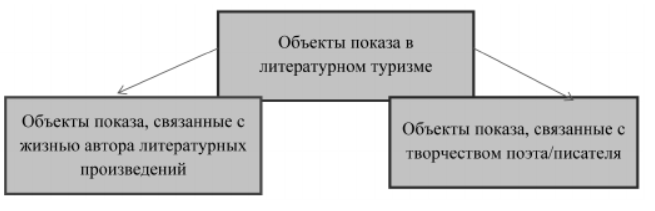 Объекты показа в
литературном туризме
Объекты показа, связанные с
жизнью автора литературных
произведений
Объекты показа, связанные с
творчеством поэта/писателя